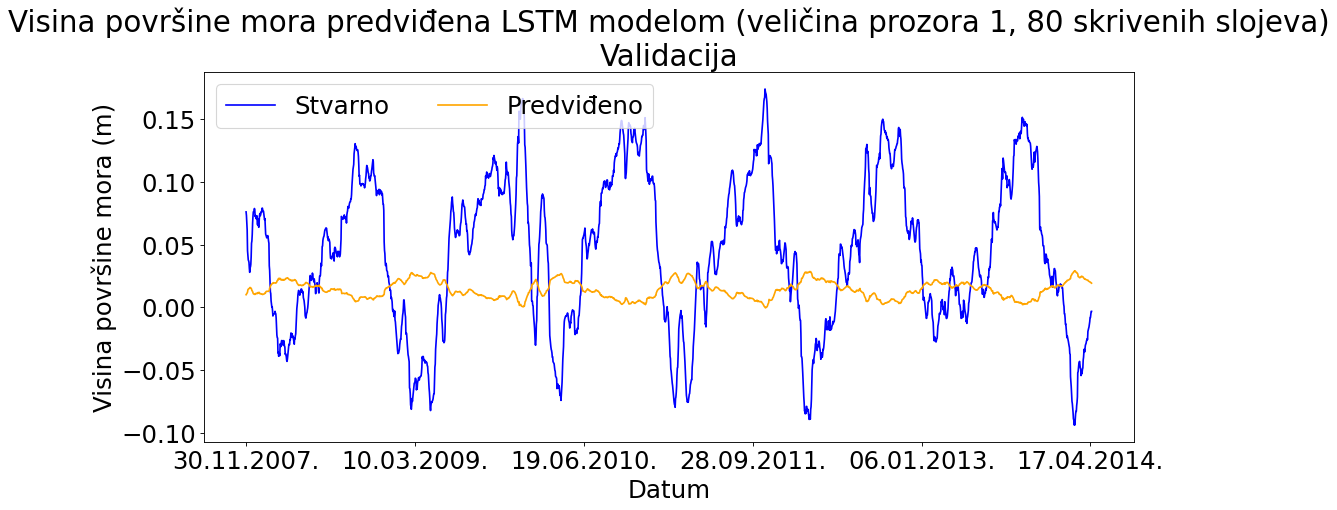 Visina površine mora predviđena LSTM modelom (veličina prozora 1, 80 skrivenih slojeva)
Validacija
Stvarno
Predviđeno
Visina površine mora (m)
0.15
0.10
0.05
0.00
−0.05
−0.10
30.11.2007.
10.03.2009.
19.06.2010.
28.09.2011.
06.01.2013.
17.04.2014.
Datum